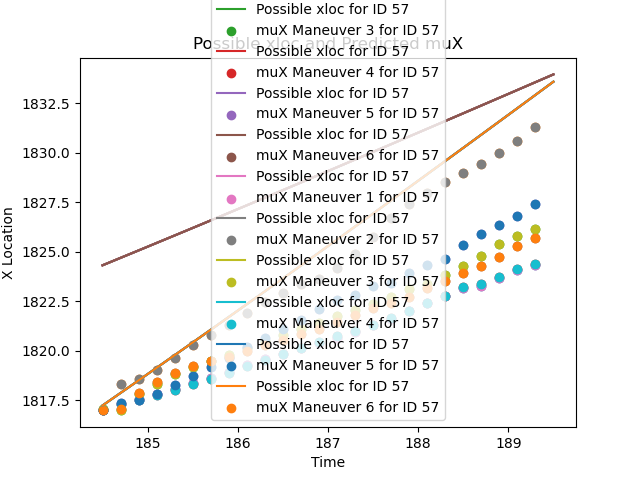 Possible xloc for ID 57
muX Maneuver 3 for ID 57
Possible xloc and Predicted muX
Possible xloc for ID 57
muX Maneuver 4 for ID 57
Possible xloc for ID 57
muX Maneuver 5 for ID 57
Possible xloc for ID 57
muX Maneuver 6 for ID 57
Possible xloc for ID 57
muX Maneuver 1 for ID 57
Possible xloc for ID 57
muX Maneuver 2 for ID 57
Possible xloc for ID 57
muX Maneuver 3 for ID 57
Possible xloc for ID 57
muX Maneuver 4 for ID 57
Possible xloc for ID 57
muX Maneuver 5 for ID 57
Possible xloc for ID 57
muX Maneuver 6 for ID 57
X Location
1832.5
1830.0
1827.5
1825.0
1822.5
1820.0
1817.5
185 186 187 188 189
Time